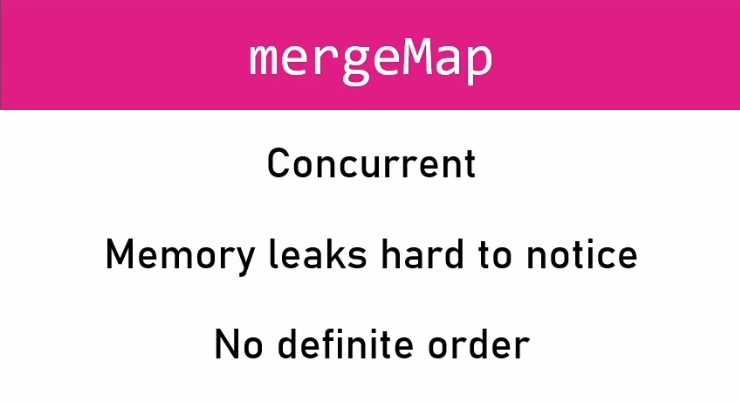 mergeMap
Concurrent
Memory leaks hard to notice
No definite order